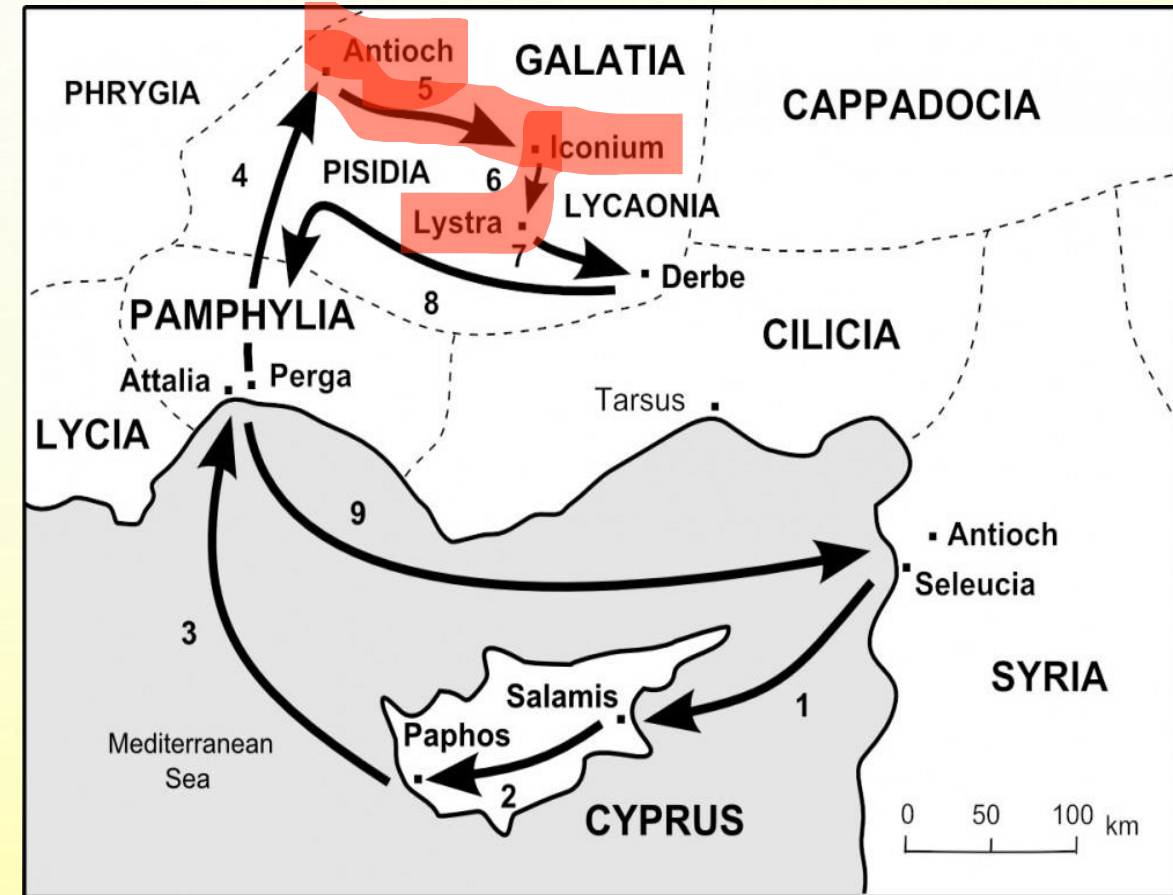 Antioch
GALATIA
PHRYGIA
5
CAPPADOCIA
4
PISIDIA
6
Iconium
Lystra
LYCAONIA
7
Derbe
8
PAMPHYLIA
CILICIA
Attalia
Perga
Tarsus
LYCIA
9
Antioch
Seleucia
3
SYRIA
Salamis
1
Paphos
Mediterranean
Sea
2
CYPRUS
0 50 100 km